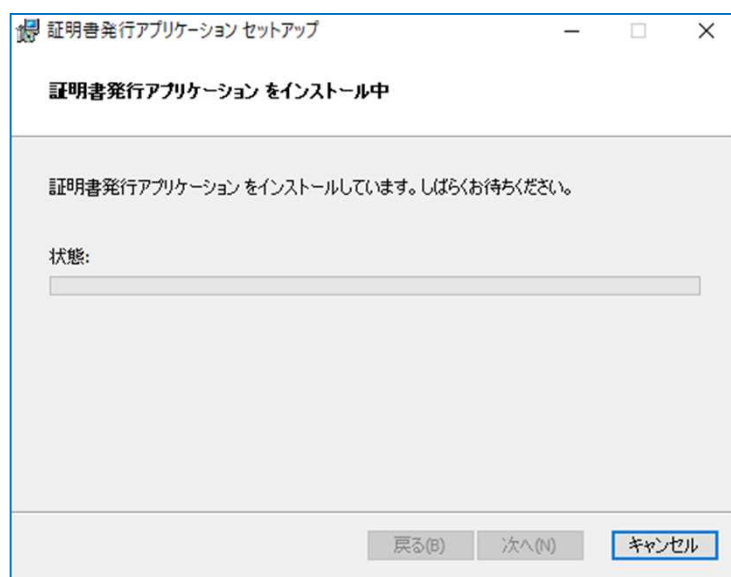 証明書発行アプリケーション セットアップ
証明書発行アプリケーション をインストール中
証明書発行アプリケーション をインストールしています。しばらくお待ちください。
状態:
戻る(B) 次へ(N) キャンセル